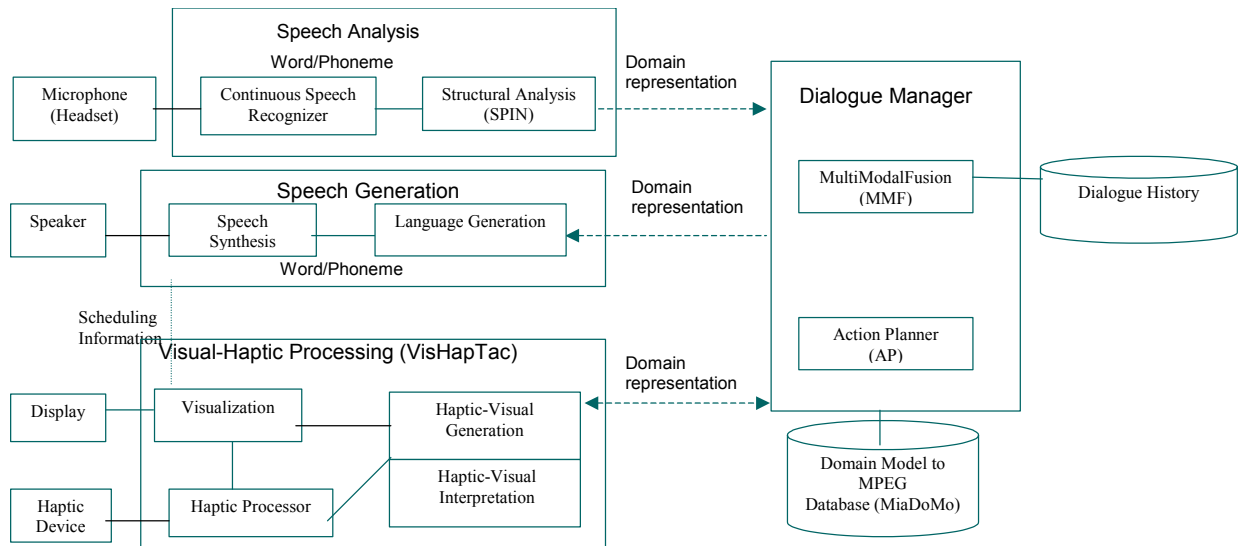 Speech Analysis
Word/Phoneme
Microphone
(Headset)
Continuous Speech
Recognizer
Structural Analysis
(SPIN)
Domain
representation
Dialogue Manager
MultiModalFusion
(MMF)
Dialogue History
Speech Generation
Speaker
Speech
Synthesis
Language Generation
Word/Phoneme
Domain
representation
Scheduling
Information
Action Planner
(AP)
Visual-Haptic Processing (VisHapTac)
Domain
representation
Display
Visualization
Haptic-Visual
Generation
Haptic-Visual
Interpretation
Haptic
Device
Haptic Processor
Domain Model to
MPEG
Database (MiaDoMo)